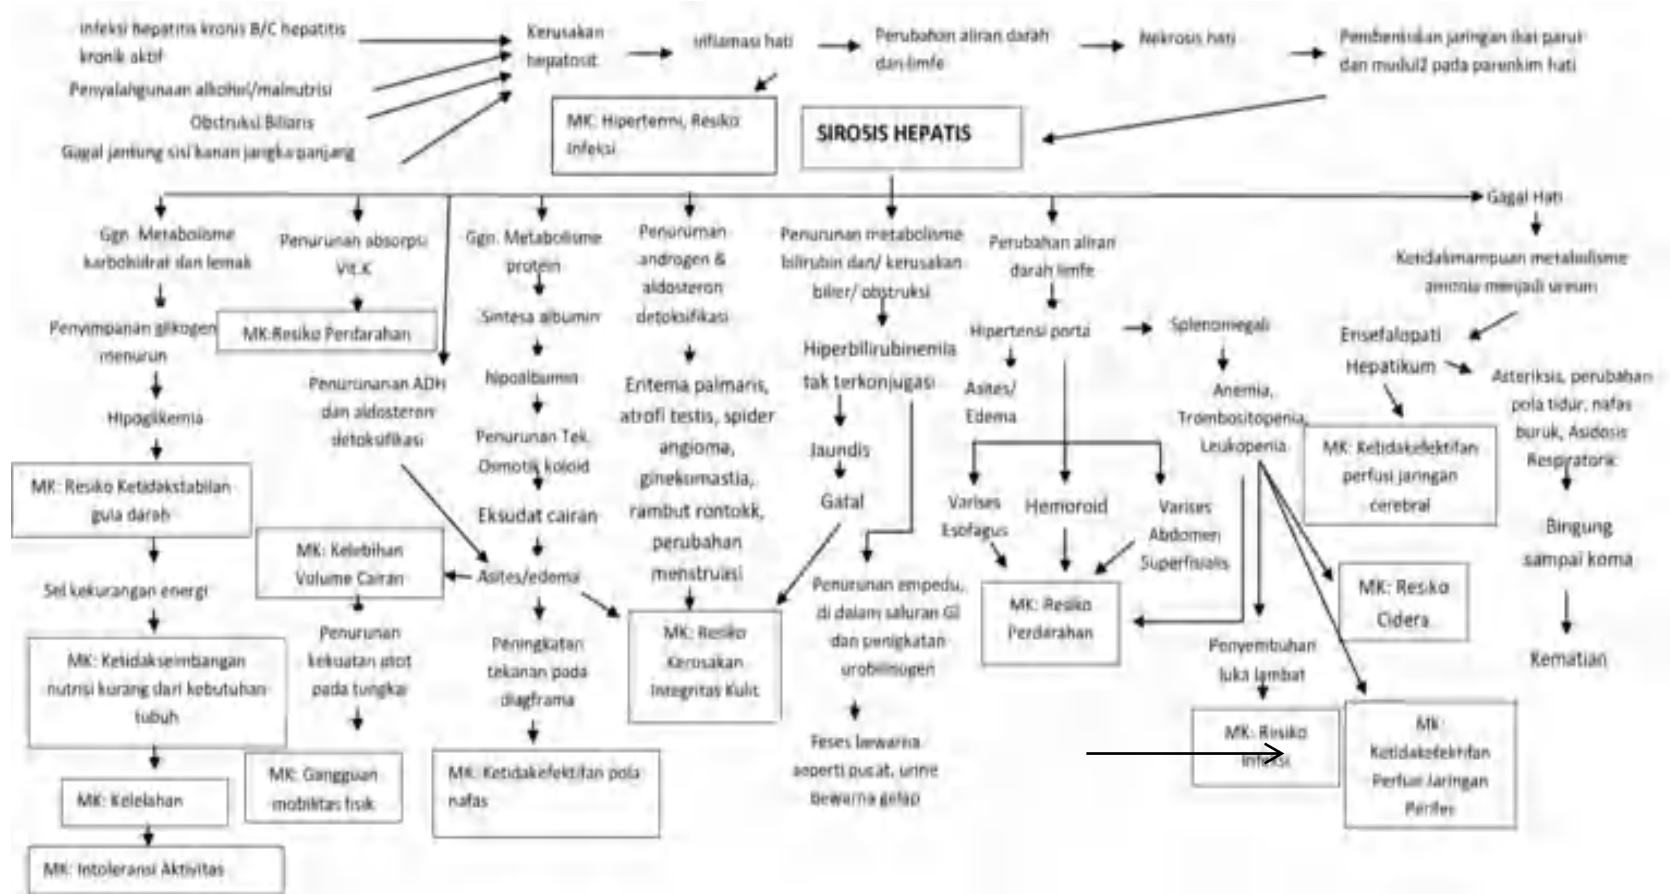 infeksi hepatitis kronis B/C hepatitis
kronik aktif
Penyalahgunaan alkohol/malnutrisi
Obstruksi Biliaris
Gagal jantung sisi kanan jangka panjang
Kerusakan
hepatosit
inflamasi hati
Perubahan aliran darah
dan limfe
Nekrosis hati
Pembentukan jaringan ikat parut
dan nudul2 pada parenkim hati
MK: Hipertermi, Resiko
Infeksi
SIROSIS HEPATIS
Ggn. Metabolisme
karbohidrat dan lemak
Penyimpanan glikogen
menurun
Hipoglikemia
MK: Resiko Ketidakstabilan
gula darah
Sel kekurangan energi
MK: Ketidakseimbangan
nutrisi kurang dari kebutuhan
tubuh
MK: Kelelahan
MK: Intoleransi Aktivitas
Penurunan absorpsi
Vit.K
MK:Resiko Perdarahan
Penurunanan ADH
dan aldosteron
detoksifikasi
MK: Kelebihan
Volume Cairan
Penurunan
kekuatan otot
pada tungkai
MK: Gangguan
mobilitas fisik
Ggn. Metabolisme
protein
Sintesa albumin
hipoalbumin
Penurunan Tek.
Osmotik koloid
Eksudat cairan
Asites/edema
Peningkatan
tekanan pada
diagframa
MK: Ketidakefektifan pola
nafas
Penuruman
androgen &
aldosteron
detoksifikasi
Eritema palmaris,
atrofi testis, spider
angioma,
ginekomastia,
rambut rontokk,
perubahan
menstruasi
MK: Resiko
Kerusakan
Integritas Kulit
Penurunan metabolisme
bilirubin dan/ kerusakan
bilier/ obstruksi
Hiperbilirubinemiia
tak terkonjugasi
Jaundis
Gatal
Penurunan empedu,
di dalam saluran GI
dan penigkatan
urobilinogen
Feses bewarna
seperti pucat, urine
bewarna gelap
Perubahan aliran
darah limfe
Hipertensi porta
Asites/
Edema
Varises
Esofagus
Hemoroid
Varises
Abdomen
Superfisialis
MK: Resiko
Perdarahan
Splenomegali
Anemia,
Trombositopenia,
Leukopenia
Penyembuhan
luka lambat
MK: Resiko
Infeksi
MK: Resiko
Cidera
MK:
Ketidakefektifan
Perfusi Jaringan
Perifer
Gagal Hati
Ketidakmampuan metabolisme
amonia menjadi ureum
Ensefalopati
Hepatikum
MK: Ketidakefektifan
perfusi jaringan
cerebral
Asteriksis, perubahan
pola tidur, nafas
buruk, Asidosis
Respiratorik
Bingung
sampai koma
Kematian